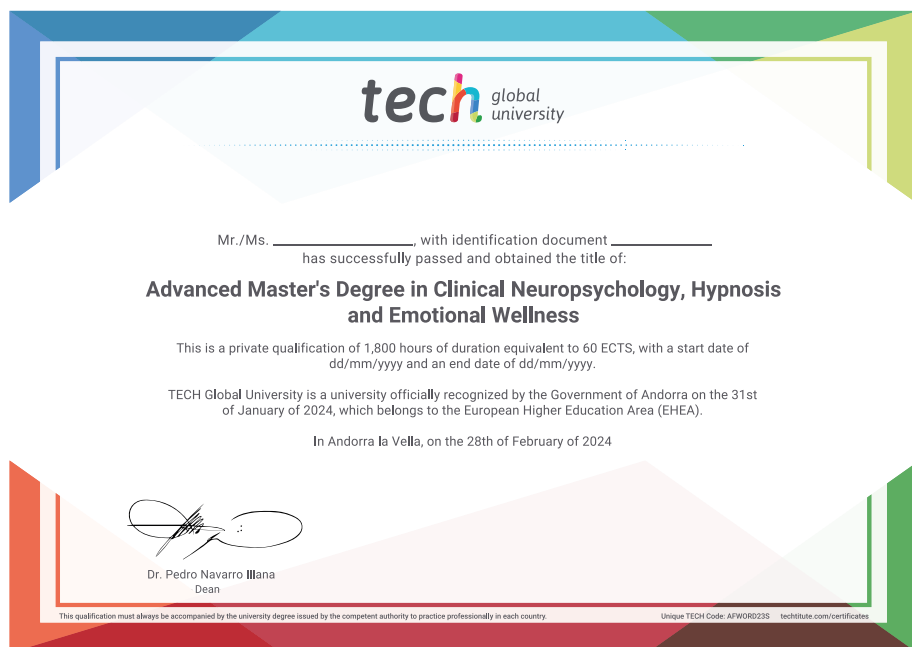 tech global university
Mr./Ms. ____________________, with identification document ______________
has successfully passed and obtained the title of:
Advanced Master's Degree in Clinical Neuropsychology, Hypnosis
and Emotional Wellness
This is a private qualification of 1,800 hours of duration equivalent to 60 ECTS, with a start date of
dd/mm/yyyy and an end date of dd/mm/yyyy.
TECH Global University is a university officially recognized by the Government of Andorra on the 31st
of January of 2024, which belongs to the European Higher Education Area (EHEA).
In Andorra la Vella, on the 28th of February of 2024
Dr. Pedro Navarro Illana
Dean
This qualification must always be accompanied by the university degree issued by the competent authority to practice professionally in each country.
Unique TECH Code: AFWORD23S techtitute.com/certificates